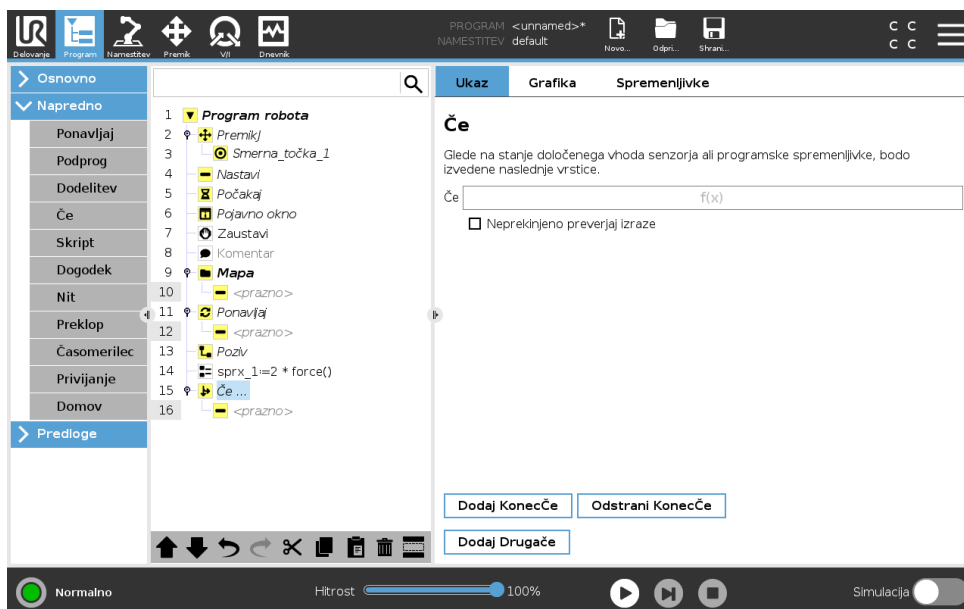 UR
PROGRAM <unnamed>*
NAMESTITEV default
C C
C C
Delovanje Program Namestitev Premik V/I Dnevnik Novo... Odpri... Shrani...
Osnovno
Napredno
Ponavljaj
Podprog
Dodelitev
Če
Skript
Dogodek
Nit
Preklop
Časomerilec
Privijanje
Domov
Predloge
1 Program robota
2 PremikJ
3 Smerna_točka_1
4 Nastavi
5 Počakaj
6 Pojavno okno
7 Zaustavi
8 Komentar
9 Mapa
10 <prazno>
11 Ponavljaj
12 <prazno>
13 Poziv
14 sprx_1≔2 * force()
15 Če ...
16 <prazno>
Ukaz Grafika Spremenljivke
Če
Glede na stanje določenega vhoda senzorja ali programske spremenljivke, bodo
izvedene naslednje vrstice.
Če f(x)
Neprekinjeno preverjaj izraze
Dodaj KonecČe Odstrani KonecČe
Dodaj Drugače
Normalno
Hitrost 100%
Simulacija